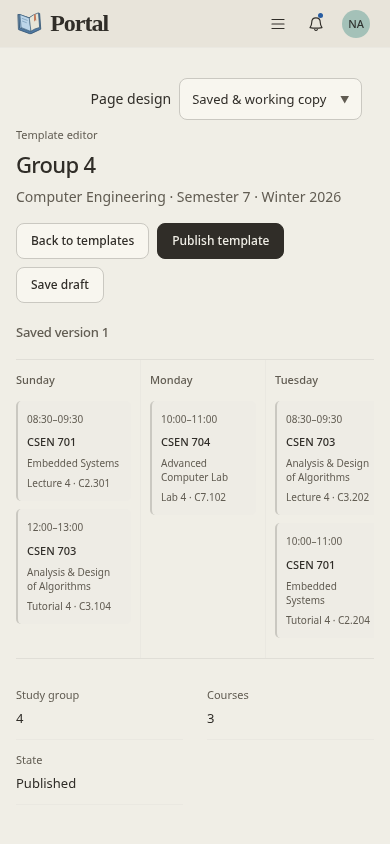 Portal
NA
Page design
Saved & working copy
Template editor
Group 4
Computer Engineering · Semester 7 · Winter 2026
Back to templates
Publish template
Save draft
Saved version 1
Sunday
08:30–09:30
CSEN 701
Embedded Systems
Lecture 4 · C2.301
12:00–13:00
CSEN 703
Analysis & Design
of Algorithms
Tutorial 4 · C3.104
Monday
10:00–11:00
CSEN 704
Advanced
Computer Lab
Lab 4 · C7.102
Tuesday
08:30–09:30
CSEN 703
Analysis & Design
of Algorithms
Lecture 4 · C3.202
10:00–11:00
CSEN 701
Embedded
Systems
Tutorial 4 · C2.204
Study group
4
Courses
3
State
Published